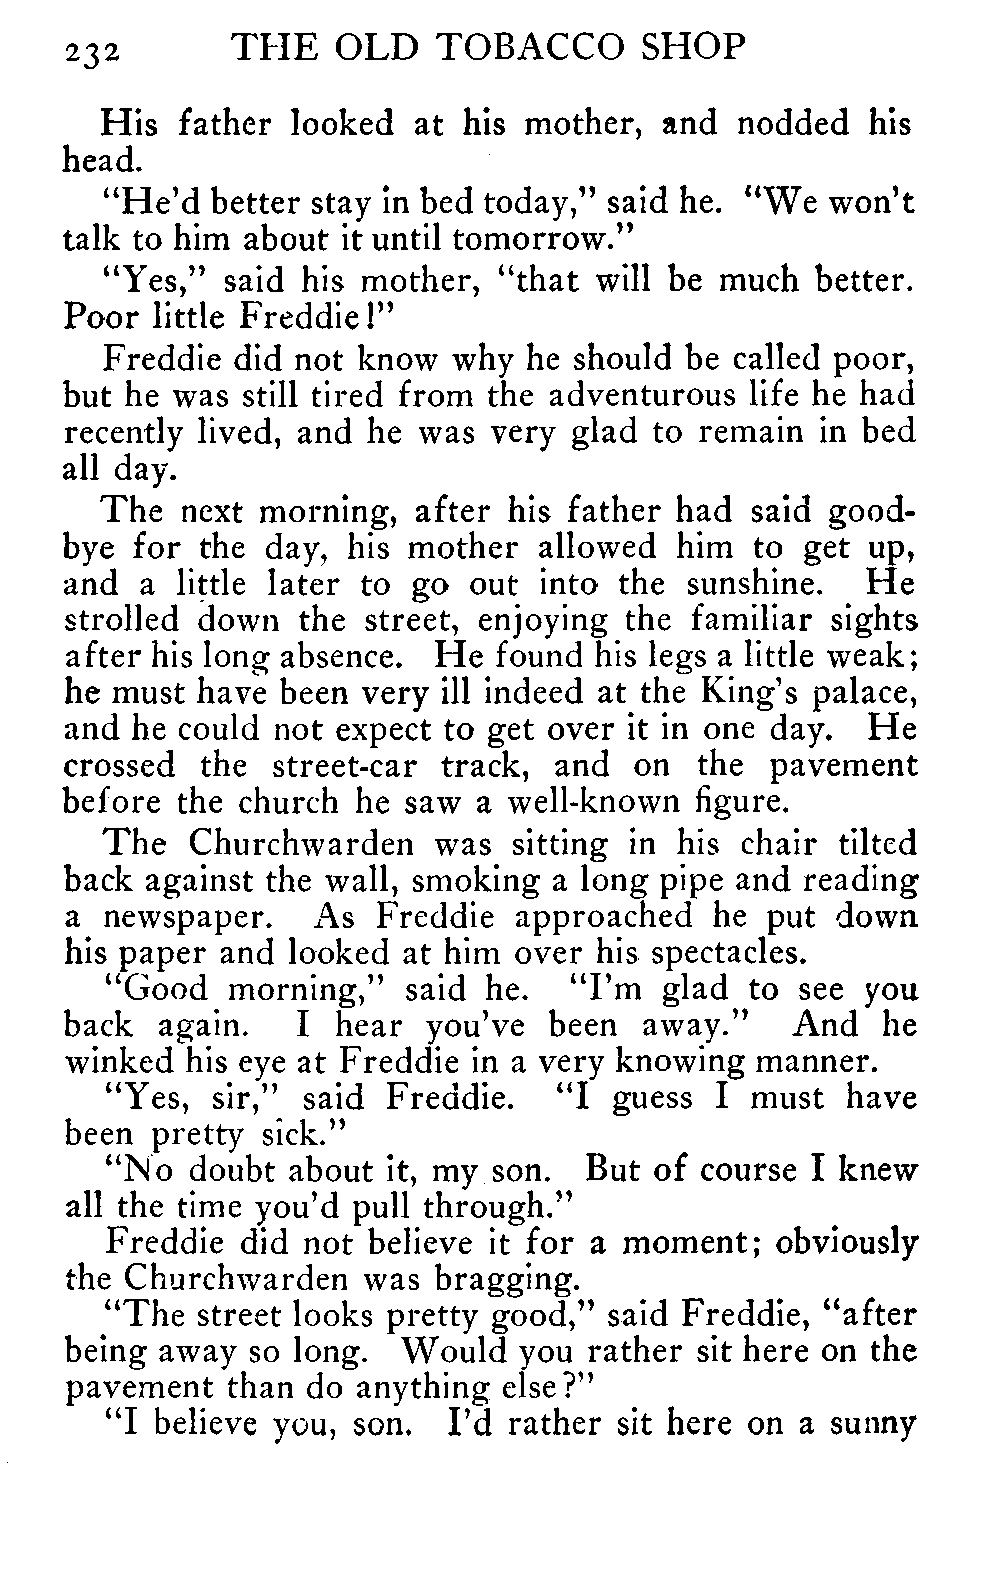 232 THE OLD TOBACCO SHOP
His father looked at his mother, and nodded his
head.
"He'd better stay in bed today," said he. "We won't
talk to him about it until tomorrow."
"Yes," said his mother, "that will be much better.
Poor little Freddie!"
Freddie did not know why he should be called poor,
but he was still tired from the adventurous life he had
recently lived, and he was very glad to remain in bed
all day.
The next morning, after his father had said good-
bye for the day, his mother allowed him to get up,
and a little later to go out into the sunshine. He
strolled down the street, enjoying the familiar sights
after his long absence. He found his legs a little weak;
he must have been very ill indeed at the King's palace,
and he could not expect to get over it in one day. He
crossed the street-car track, and on the pavement
before the church he saw a well-known figure.
The Churchwarden was sitting in his chair tilted
back against the wall, smoking a long pipe and reading
a newspaper. As Freddie approached he put down
his paper and looked at him over his spectacles.
"Good morning," said he. "I'm glad to see you
back again. I hear you've been away." And he
winked his eye at Freddie in a very knowing manner.
"Yes, sir," said Freddie. "I guess I must have
been pretty sick."
"No doubt about it, my son. But of course I knew
all the time you'd pull through."
Freddie did not believe it for a moment; obviously
the Churchwarden was bragging.
"The street looks pretty good," said Freddie, "after
being away so long. Would you rather sit here on the
pavement than do anything else?"
"I believe you, son. I'd rather sit here on a sunny